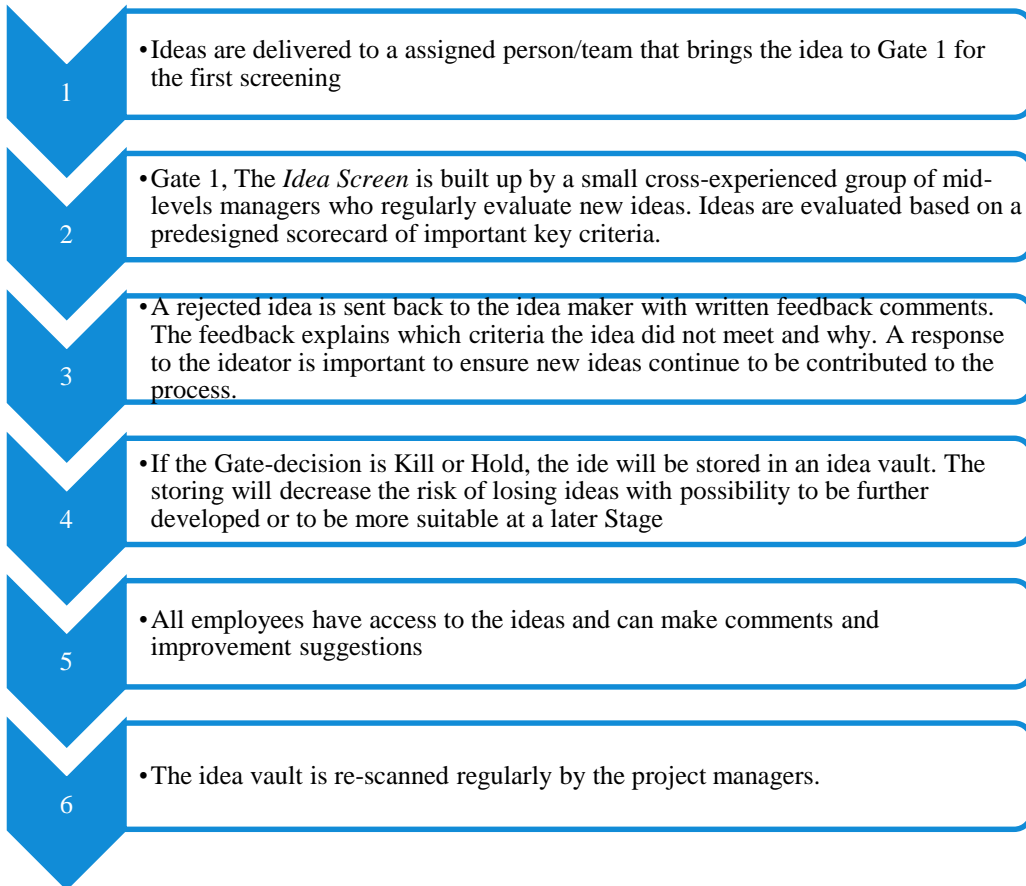 1
•Ideas are delivered to a assigned person/team that brings the idea to Gate 1 for
the first screening
2
•Gate 1, The Idea Screen is built up by a small cross-experienced group of mid-
levels managers who regularly evaluate new ideas. Ideas are evaluated based on a
predesigned scorecard of important key criteria.
3
•A rejected idea is sent back to the idea maker with written feedback comments.
The feedback explains which criteria the idea did not meet and why. A response
to the ideator is important to ensure new ideas continue to be contributed to the
process.
4
•If the Gate-decision is Kill or Hold, the ide will be stored in an idea vault. The
storing will decrease the risk of losing ideas with possibility to be further
developed or to be more suitable at a later Stage
5
•All employees have access to the ideas and can make comments and
improvement suggestions
6
•The idea vault is re-scanned regularly by the project managers.